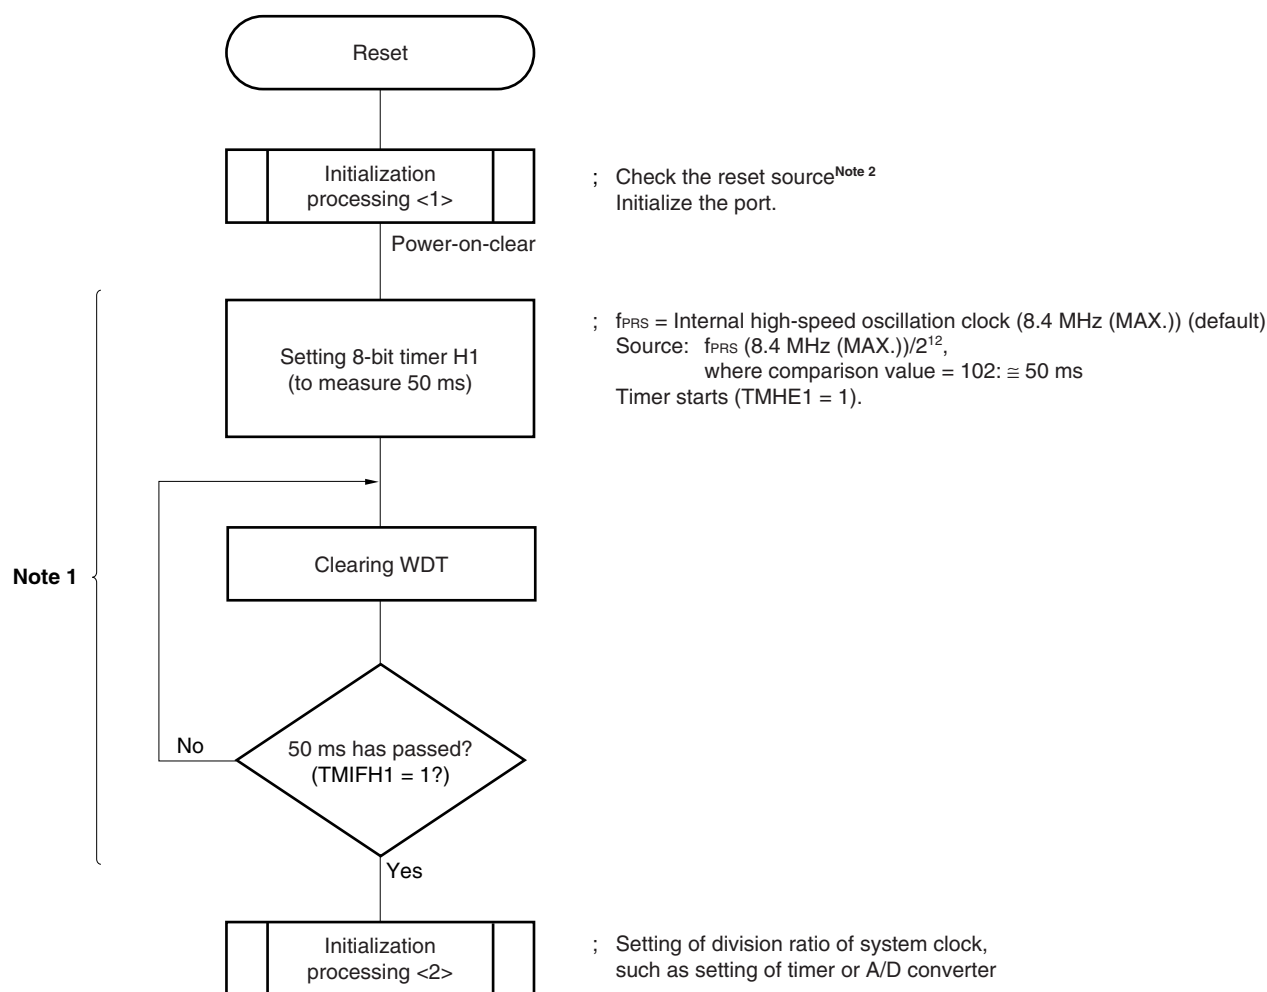 Reset
Initialization
processing <1>
; Check the reset source Note 2
Initialize the port.
Power-on-clear
Setting 8-bit timer H1
(to measure 50 ms)
; fPRS = Internal high-speed oscillation clock (8.4 MHz (MAX.)) (default)
Source: fPRS (8.4 MHz (MAX.))/2¹²,
where comparison value = 102: ≅ 50 ms
Timer starts (TMHE1 = 1).
Note 1
Clearing WDT
No
50 ms has passed?
(TMIFH1 = 1?)
Yes
Initialization
processing <2>
; Setting of division ratio of system clock,
such as setting of timer or A/D converter